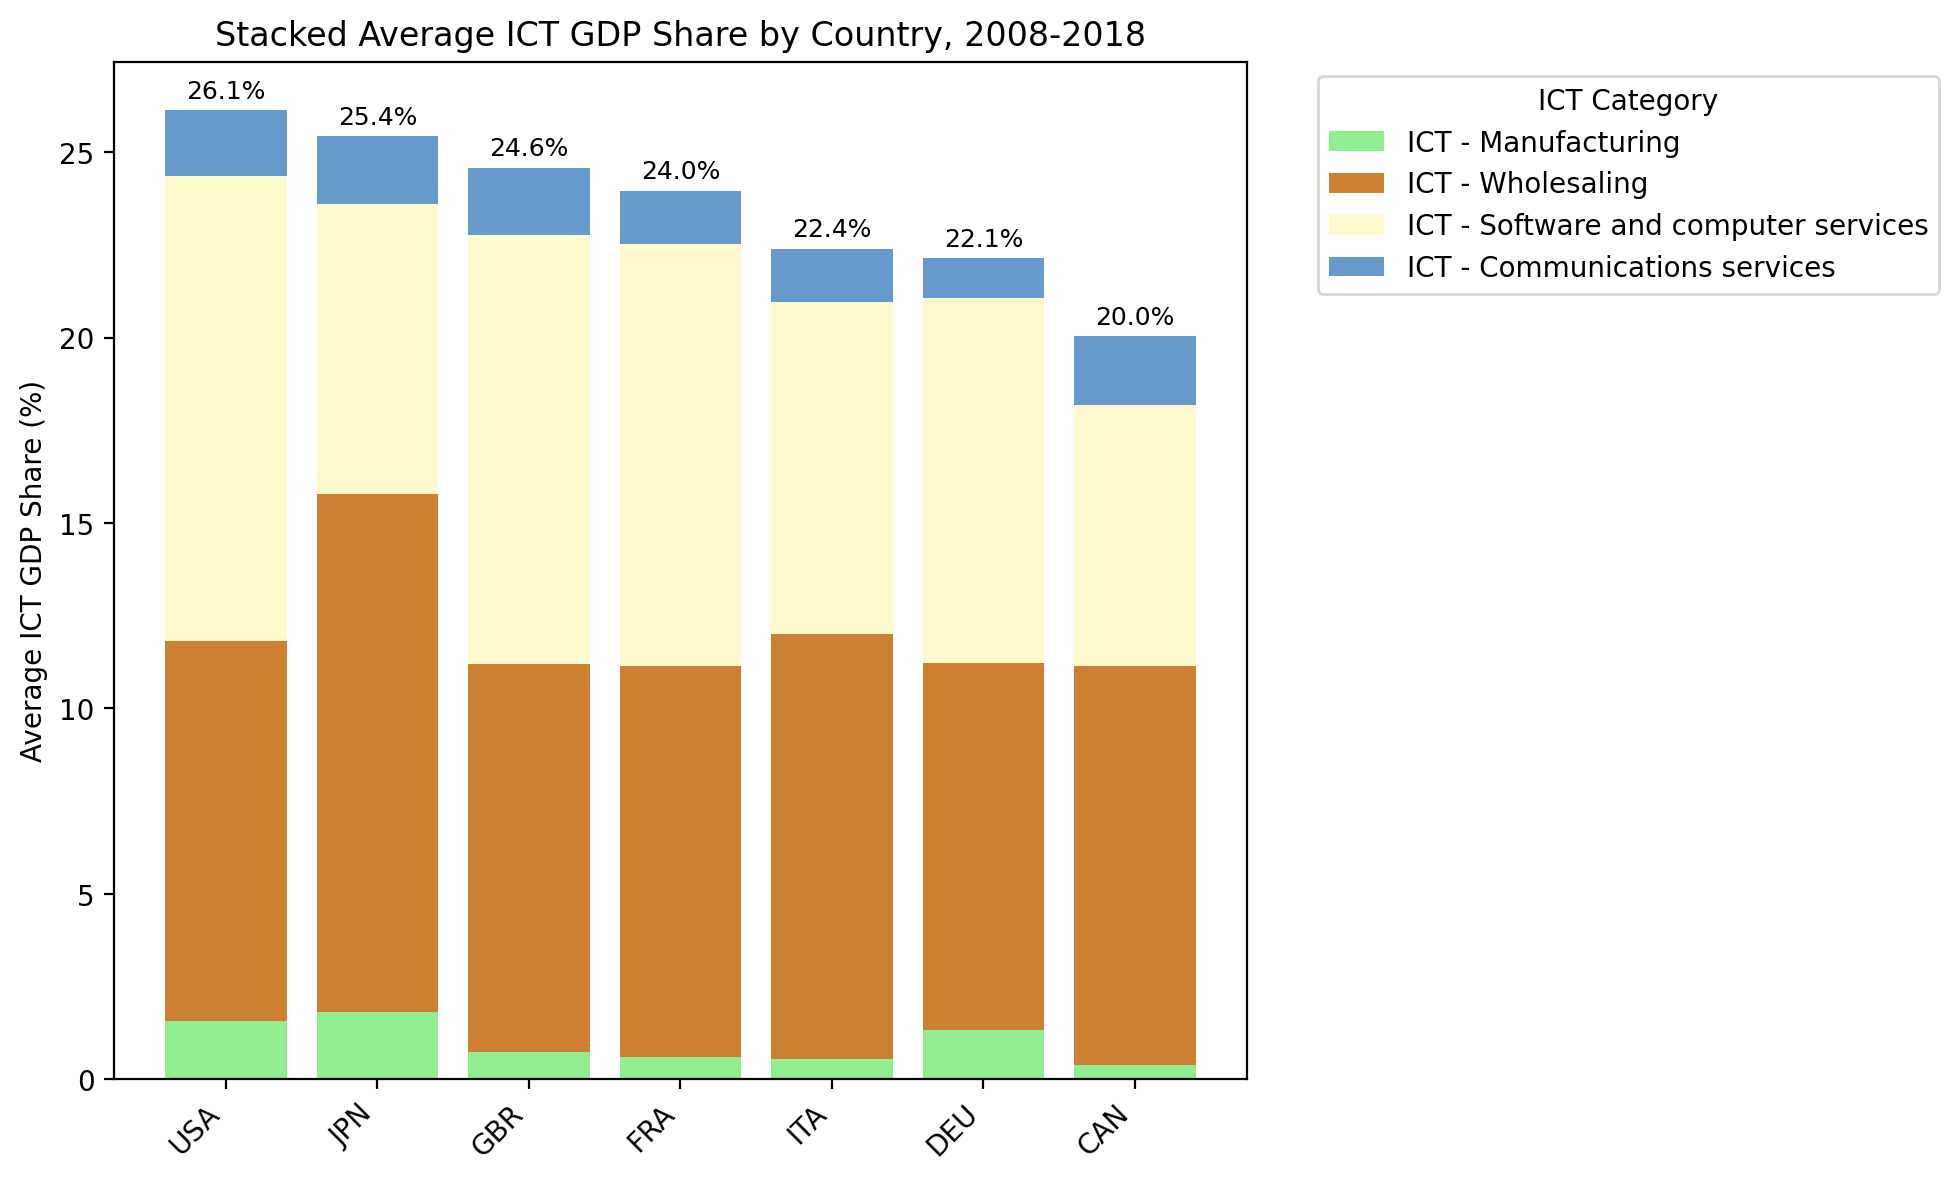 Stacked Average ICT GDP Share by Country, 2008-2018
ICT Category
ICT - Manufacturing
ICT - Wholesaling
ICT - Software and computer services
ICT - Communications services
Average ICT GDP Share (%)
25
20
15
10
5
0
26.1%
25.4%
24.6%
24.0%
22.4%
22.1%
20.0%
USA
JPN
GBR
FRA
ITA
DEU
CAN